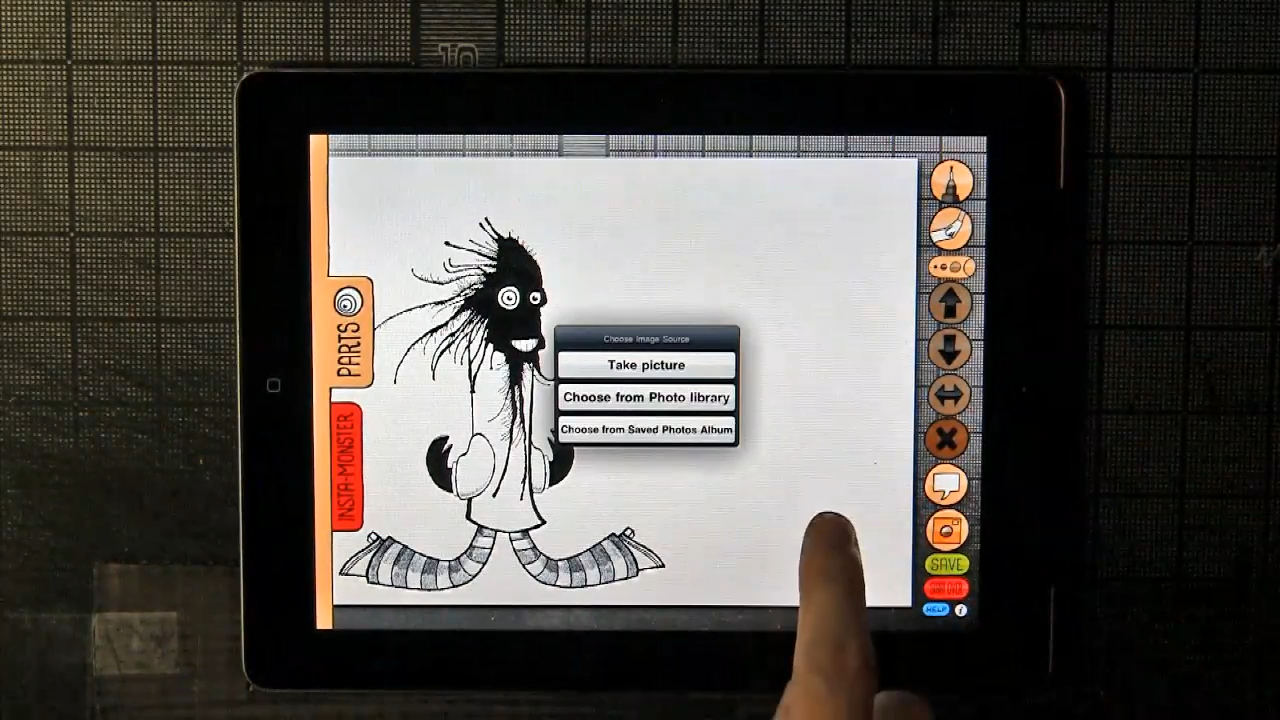 10
Choose Image Source
Take picture
Choose from Photo library
Choose from Saved Photos Album
PARTS
INSTA-MONSTER
SAVE
HELP
i